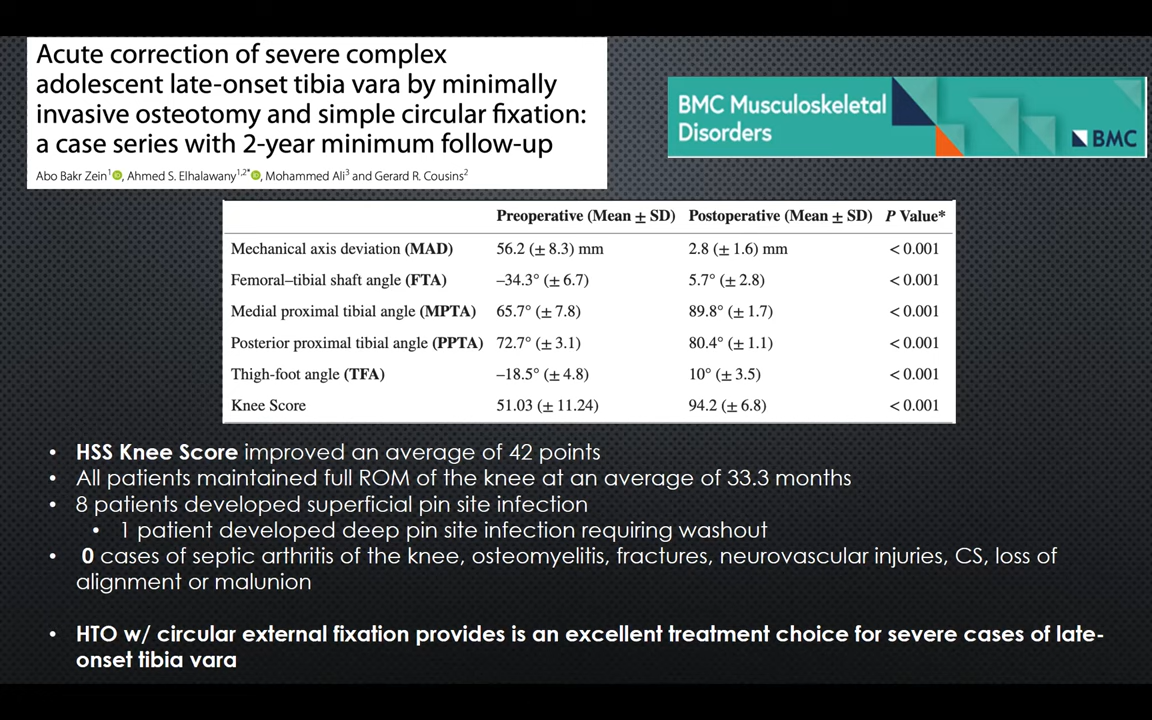 Acute correction of severe complex
adolescent late-onset tibia vara by minimally
invasive osteotomy and simple circular fixation:
a case series with 2-year minimum follow-up
Abo Bakr Zein1, Ahmed S. Elhalawany1,2*, Mohammed Ali3 and Gerard R. Cousins2
BMC Musculoskeletal
Disorders
BMC
Preoperative (Mean ± SD) Postoperative (Mean ± SD) P Value*
Mechanical axis deviation (MAD) 56.2 (± 8.3) mm 2.8 (± 1.6) mm < 0.001
Femoral–tibial shaft angle (FTA) –34.3° (± 6.7) 5.7° (± 2.8) < 0.001
Medial proximal tibial angle (MPTA) 65.7° (± 7.8) 89.8° (± 1.7) < 0.001
Posterior proximal tibial angle (PPTA) 72.7° (± 3.1) 80.4° (± 1.1) < 0.001
Thigh-foot angle (TFA) –18.5° (± 4.8) 10° (± 3.5) < 0.001
Knee Score 51.03 (± 11.24) 94.2 (± 6.8) < 0.001
• HSS Knee Score improved an average of 42 points
• All patients maintained full ROM of the knee at an average of 33.3 months
• 8 patients developed superficial pin site infection
• 1 patient developed deep pin site infection requiring washout
• 0 cases of septic arthritis of the knee, osteomyelitis, fractures, neurovascular injuries, CS, loss of
alignment or malunion
• HTO w/ circular external fixation provides is an excellent treatment choice for severe cases of late-
onset tibia vara